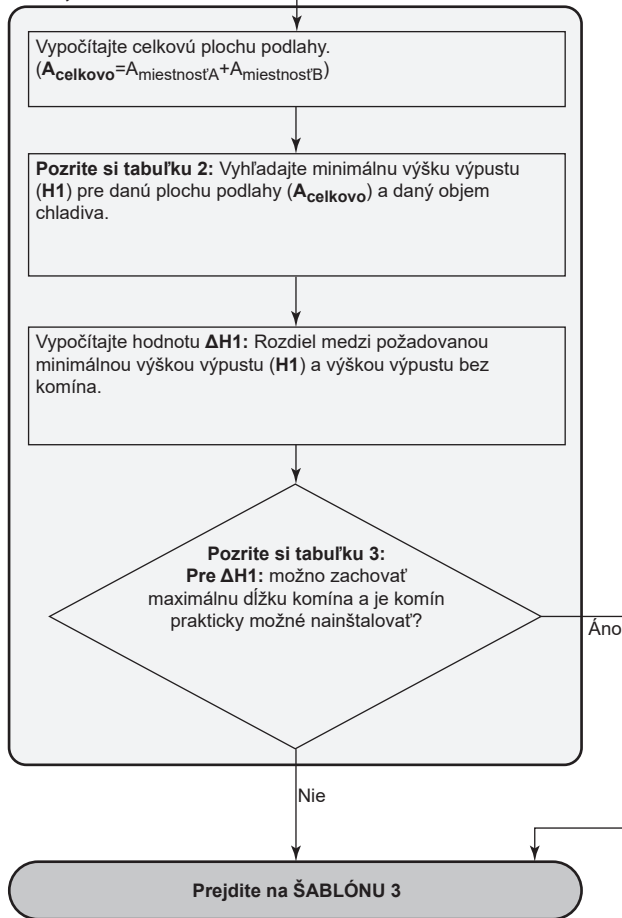 Vypočítajte celkovú plochu podlahy.
(Acelkovo=AmiestnosťA+AmiestnosťB)
Pozrite si tabuľku 2: Vyhľadajte minimálnu výšku výpustu
(H1) pre danú plochu podlahy (Acelkovo) a daný objem
chladiva.
Vypočítajte hodnotu ΔH1: Rozdiel medzi požadovanou
minimálnou výškou výpustu (H1) a výškou výpustu bez
komína.
Pozrite si tabuľku 3:
Pre ΔH1: možno zachovať
maximálnu dĺžku komína a je komín
prakticky možné nainštalovať?
Áno
Nie
Prejdite na ŠABLÓNU 3